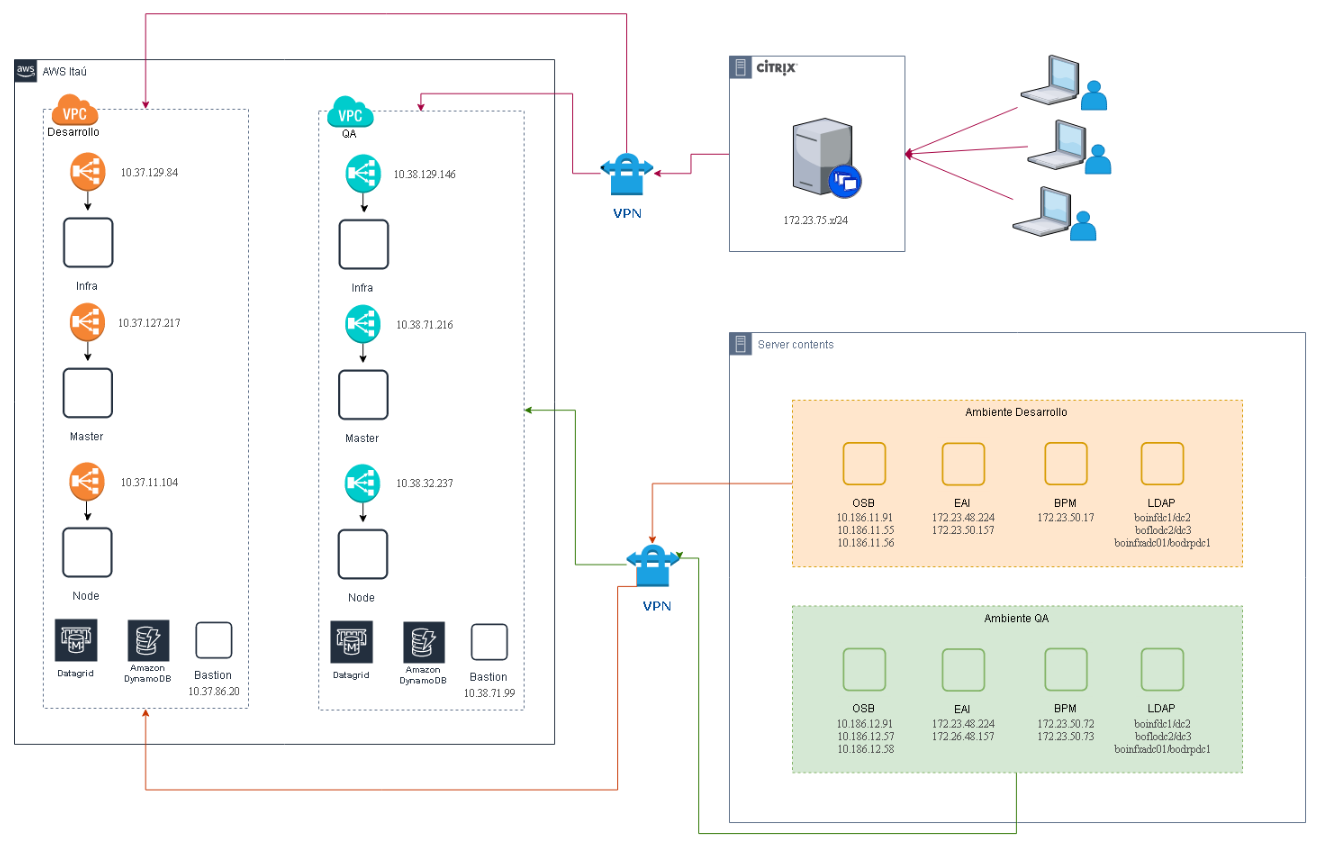 aws
AWS Itaú
VPC
Desarrollo
10.37.129.84
Infra
10.37.127.217
Master
10.37.11.104
Node
Datagrid
Amazon
DynamoDB
Bastion
10.37.86.20
VPC
QA
10.38.129.146
Infra
10.38.71.216
Master
10.38.32.237
Node
Datagrid
Amazon
DynamoDB
Bastion
10.38.71.99
VPN
CİTRIX
172.23.75.x/24
VPN
Server contents
Ambiente Desarrollo
OSB
10.186.11.91
10.186.11.55
10.186.11.56
EAI
172.23.48.224
172.23.50.157
BPM
172.23.50.17
LDAP
boinfdc1/dc2
boflodc2/dc3
boinfradc01/bodrpdc1
Ambiente QA
OSB
10.186.12.91
10.186.12.57
10.186.12.58
EAI
172.23.48.224
172.26.48.157
BPM
172.23.50.72
172.23.50.73
LDAP
boinfdc1/dc2
boflodc2/dc3
boinfradc01/bodrpdc1